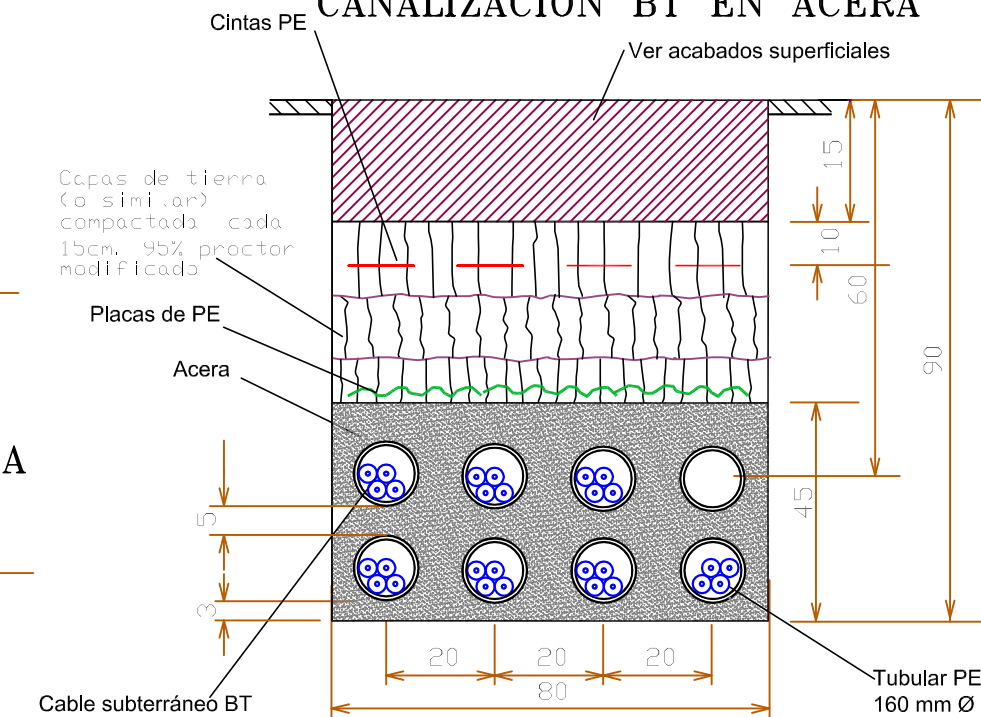 CANALIZACION BT EN ACERA
Cintas PE
Ver acabados superficiales
Capas de tierra
(o similar)
compactada cada
15cm. 95% proctor
modificado
Placas de PE
Acera
A
15
10
60
90
45
5
3
20 20 20
80
Cable subterráneo BT
Tubular PE
160 mm Ø